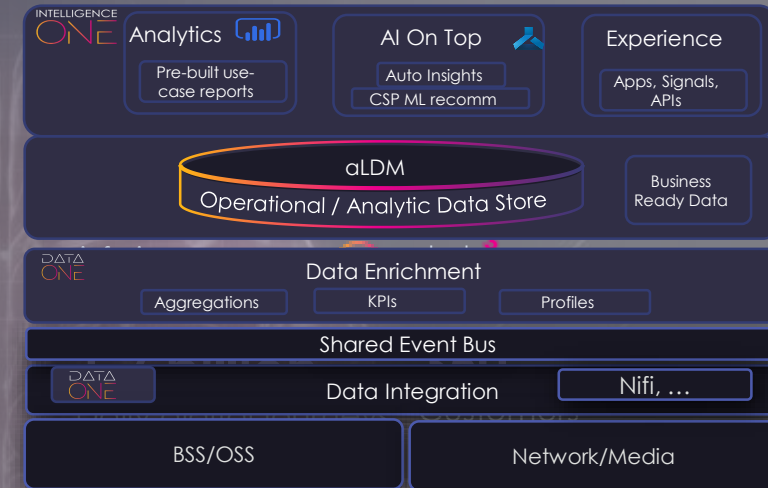 INTELLIGENCE
ONE
Analytics
Pre-built use-
case reports
AI On Top
Auto Insights
CSP ML recomm
Experience
Apps, Signals,
APIs
aLDM
Operational / Analytic Data Store
Business
Ready Data
DATA
ONE
Data Enrichment
Aggregations
KPIs
Profiles
Shared Event Bus
DATA
ONE
Data Integration
Nifi, ...
BSS/OSS
Network/Media